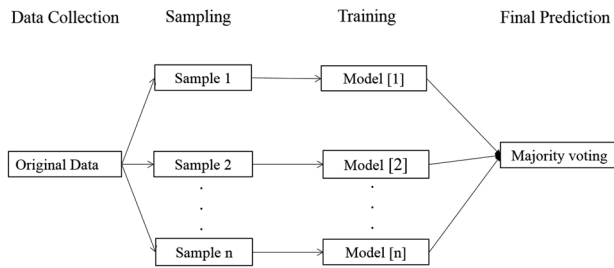 Data Collection Sampling Training Final Prediction
Sample 1 Model [1]
Original Data Sample 2 Model [2] Majority voting
Sample n Model [n]